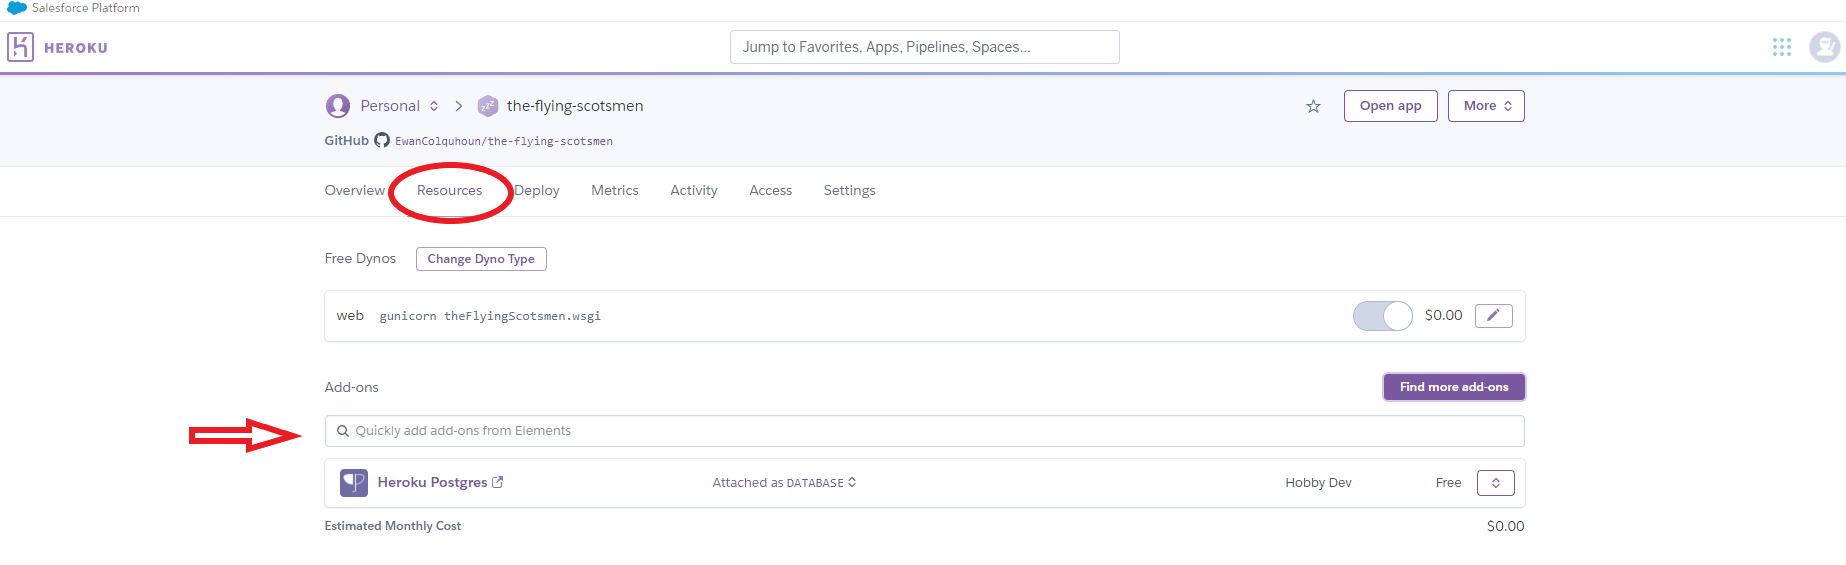 Salesforce Platform
HEROKU
Jump to Favorites, Apps, Pipelines, Spaces...
Personal the-flying-scotsmen Open app More
GitHub EwanColquhoun/the-flying-scotsmen
Overview Resources Deploy Metrics Activity Access Settings
Free Dynos Change Dyno Type
web gunicorn theFlyingScotsmen.wsgi $0.00
Add-ons Find more add-ons
Quickly add add-ons from Elements
Heroku Postgres Attached as DATABASE Hobby Dev Free
Estimated Monthly Cost $0.00